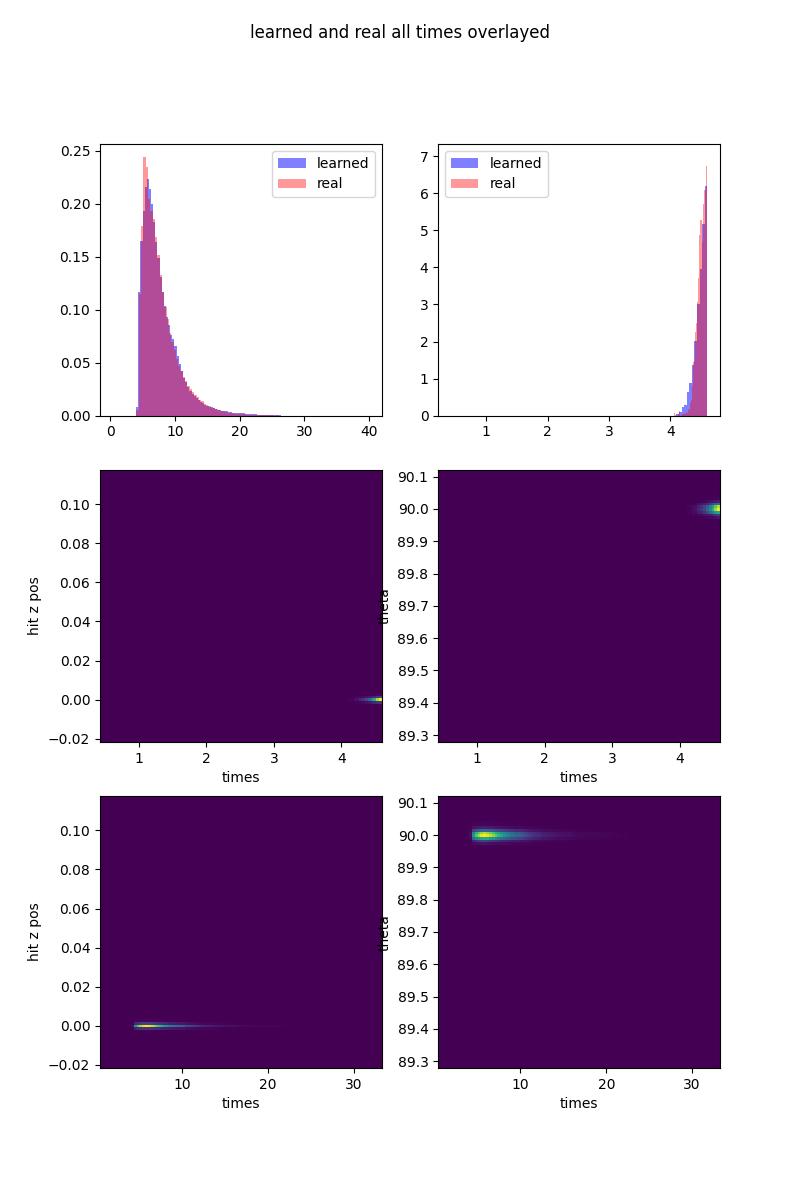 learned and real all times overlayed
0.25
0.20
0.15
0.10
0.05
0.00
0 10 20 30 40
learned
real
7
6
5
4
3
2
1
0
1 2 3 4
learned
real
hit z pos
0.10
0.08
0.06
0.04
0.02
0.00
−0.02
1 2 3 4
times
theta
90.1
90.0
89.9
89.8
89.7
89.6
89.5
89.4
89.3
1 2 3 4
times
hit z pos
0.10
0.08
0.06
0.04
0.02
0.00
−0.02
10 20 30
times
theta
90.1
90.0
89.9
89.8
89.7
89.6
89.5
89.4
89.3
10 20 30
times